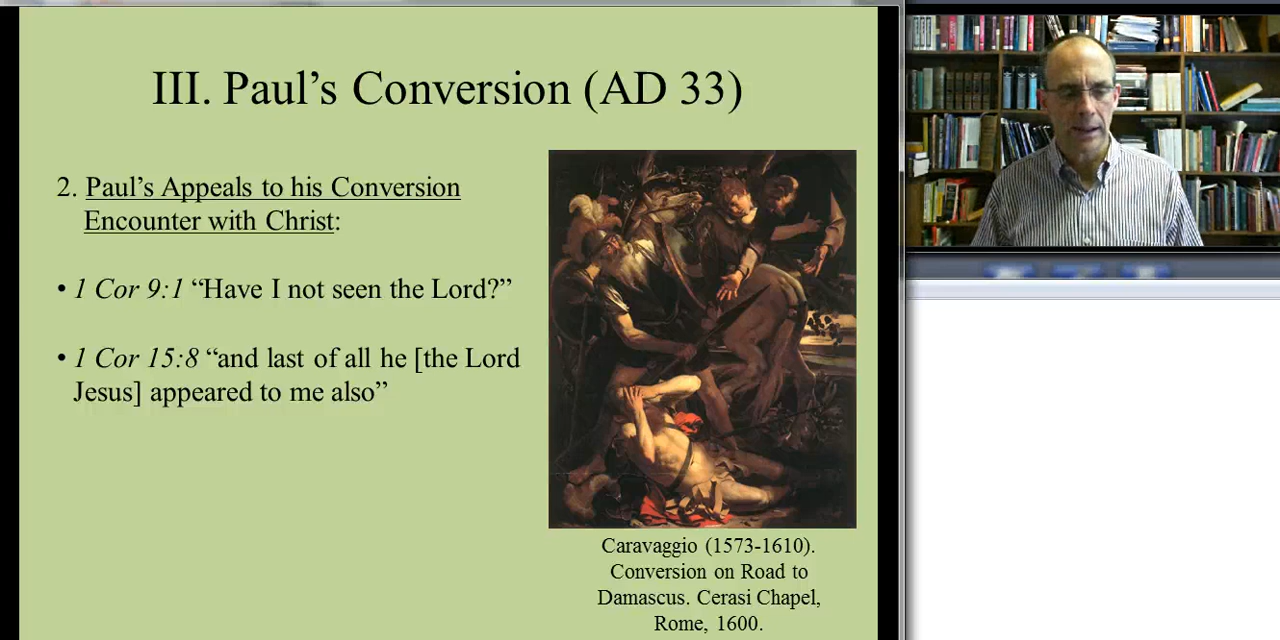 III. Paul’s Conversion (AD 33)
2. Paul’s Appeals to his Conversion
Encounter with Christ:
• 1 Cor 9:1 “Have I not seen the Lord?”
• 1 Cor 15:8 “and last of all he [the Lord
Jesus] appeared to me also”
Caravaggio (1573-1610).
Conversion on Road to
Damascus. Cerasi Chapel,
Rome, 1600.